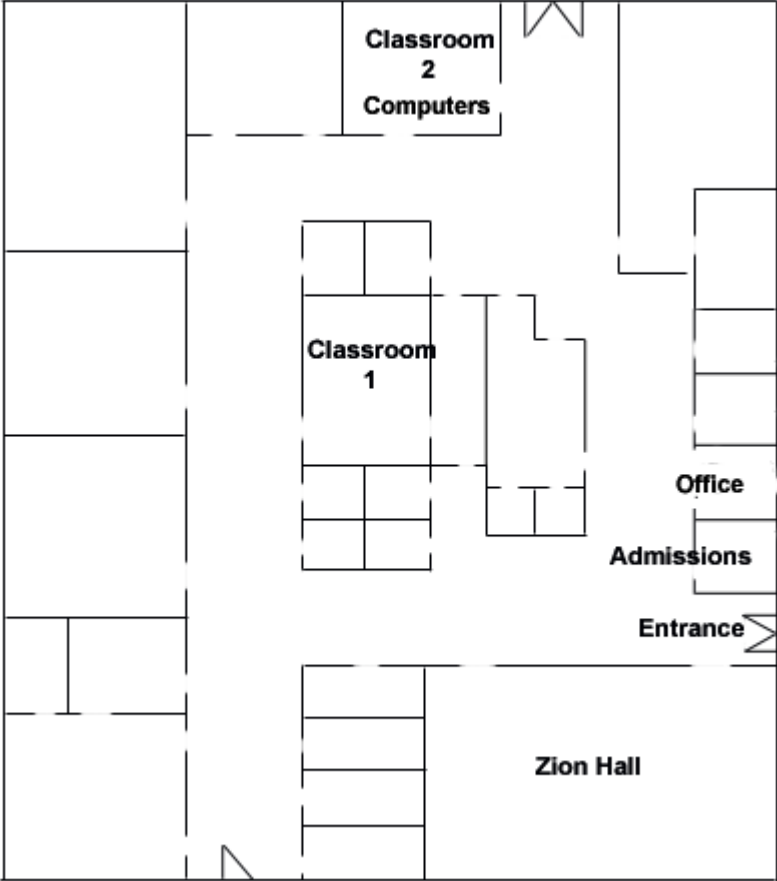 Classroom
2
Computers
Classroom
1
Office
Admissions
Entrance
Zion Hall